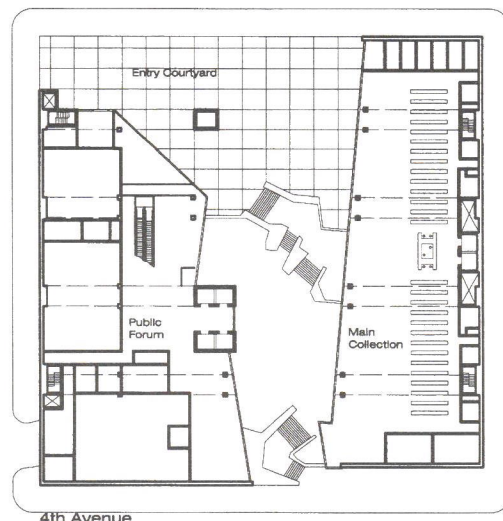 Entry Courtyard
Public
Forum
Main
Collection
4th Avenue